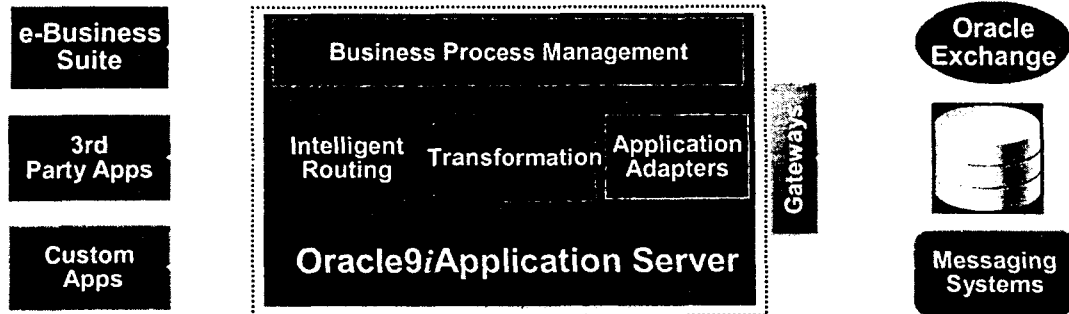 e-Business
Suite
3rd
Party Apps
Custom
Apps
Business Process Management
Intelligent
Routing
Transformation
Application
Adapters
Oracle9iApplication Server
Gateways
Oracle
Exchange
Messaging
Systems